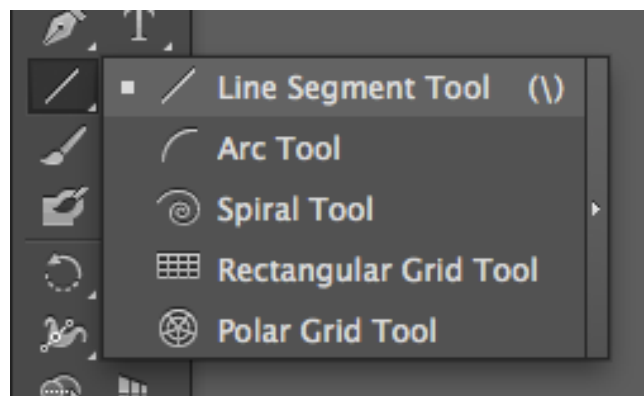 Line Segment Tool (\)
Arc Tool
Spiral Tool
Rectangular Grid Tool
Polar Grid Tool